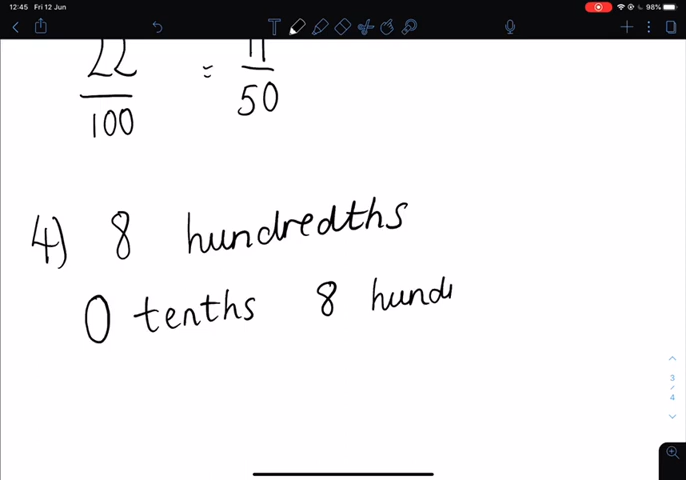 12:45 Fri 12 Jun 98%
22/100 = 11/50
4) 8 hundredths
0 tenths 8 hund
3/4